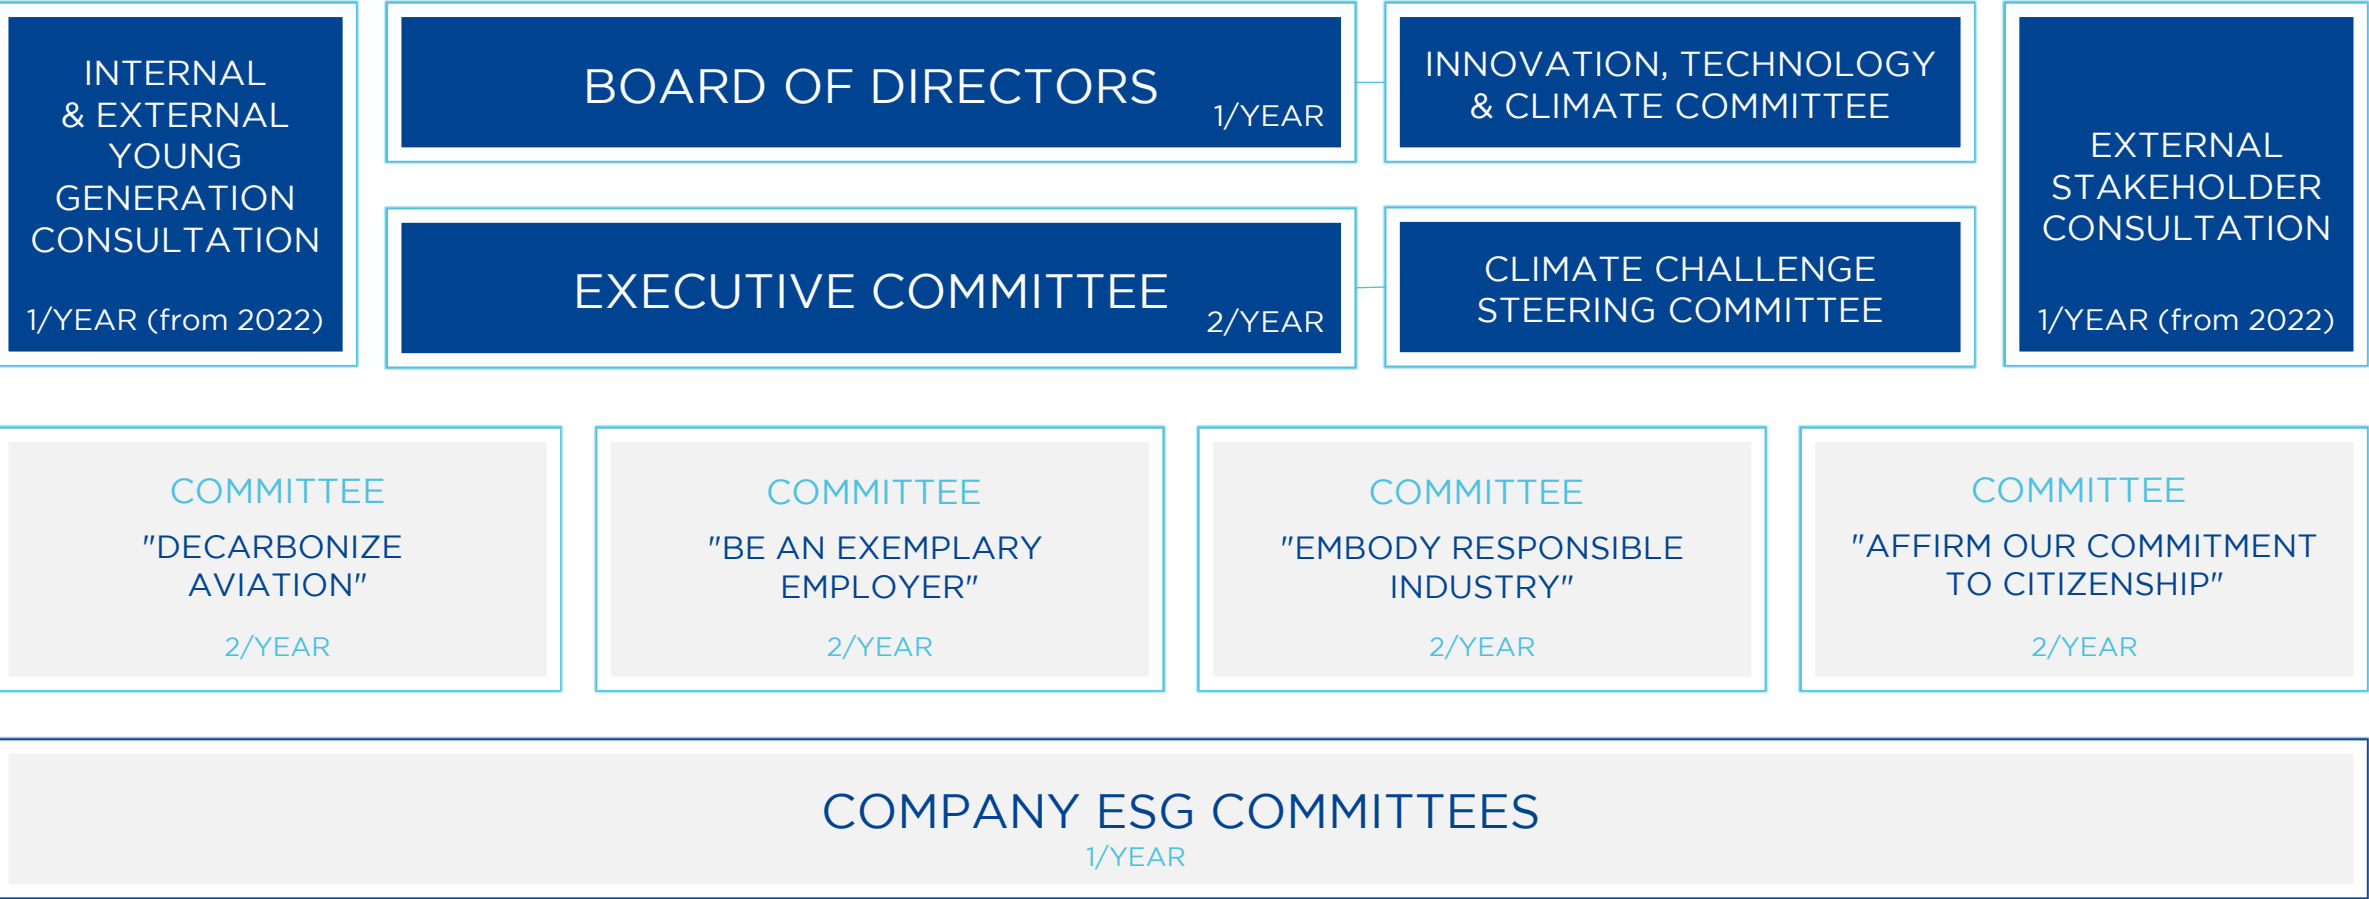 INTERNAL
& EXTERNAL
YOUNG
GENERATION
CONSULTATION
1/YEAR (from 2022)
BOARD OF DIRECTORS
1/YEAR
INNOVATION, TECHNOLOGY
& CLIMATE COMMITTEE
EXECUTIVE COMMITTEE
2/YEAR
CLIMATE CHALLENGE
STEERING COMMITTEE
EXTERNAL
STAKEHOLDER
CONSULTATION
1/YEAR (from 2022)
COMMITTEE
"DECARBONIZE
AVIATION"
2/YEAR
COMMITTEE
"BE AN EXEMPLARY
EMPLOYER"
2/YEAR
COMMITTEE
"EMBODY RESPONSIBLE
INDUSTRY"
2/YEAR
COMMITTEE
"AFFIRM OUR COMMITMENT
TO CITIZENSHIP"
2/YEAR
COMPANY ESG COMMITTEES
1/YEAR